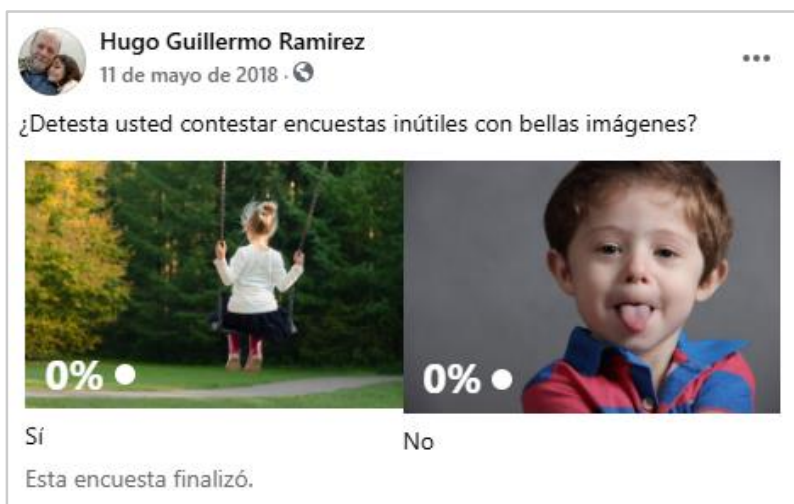 Hugo Guillermo Ramirez
11 de mayo de 2018 ·
¿Detesta usted contestar encuestas inútiles con bellas imágenes?
0%
0%
Sí
No
Esta encuesta finalizó.